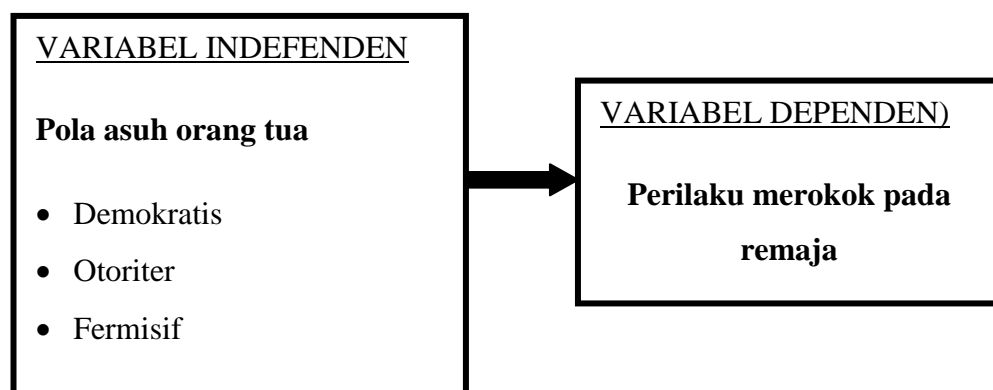 VARIABEL INDEFENDEN
Pola asuh orang tua
• Demokratis
• Otoriter
• Fermisif
VARIABEL DEPENDEN)
Perilaku merokok pada
remaja